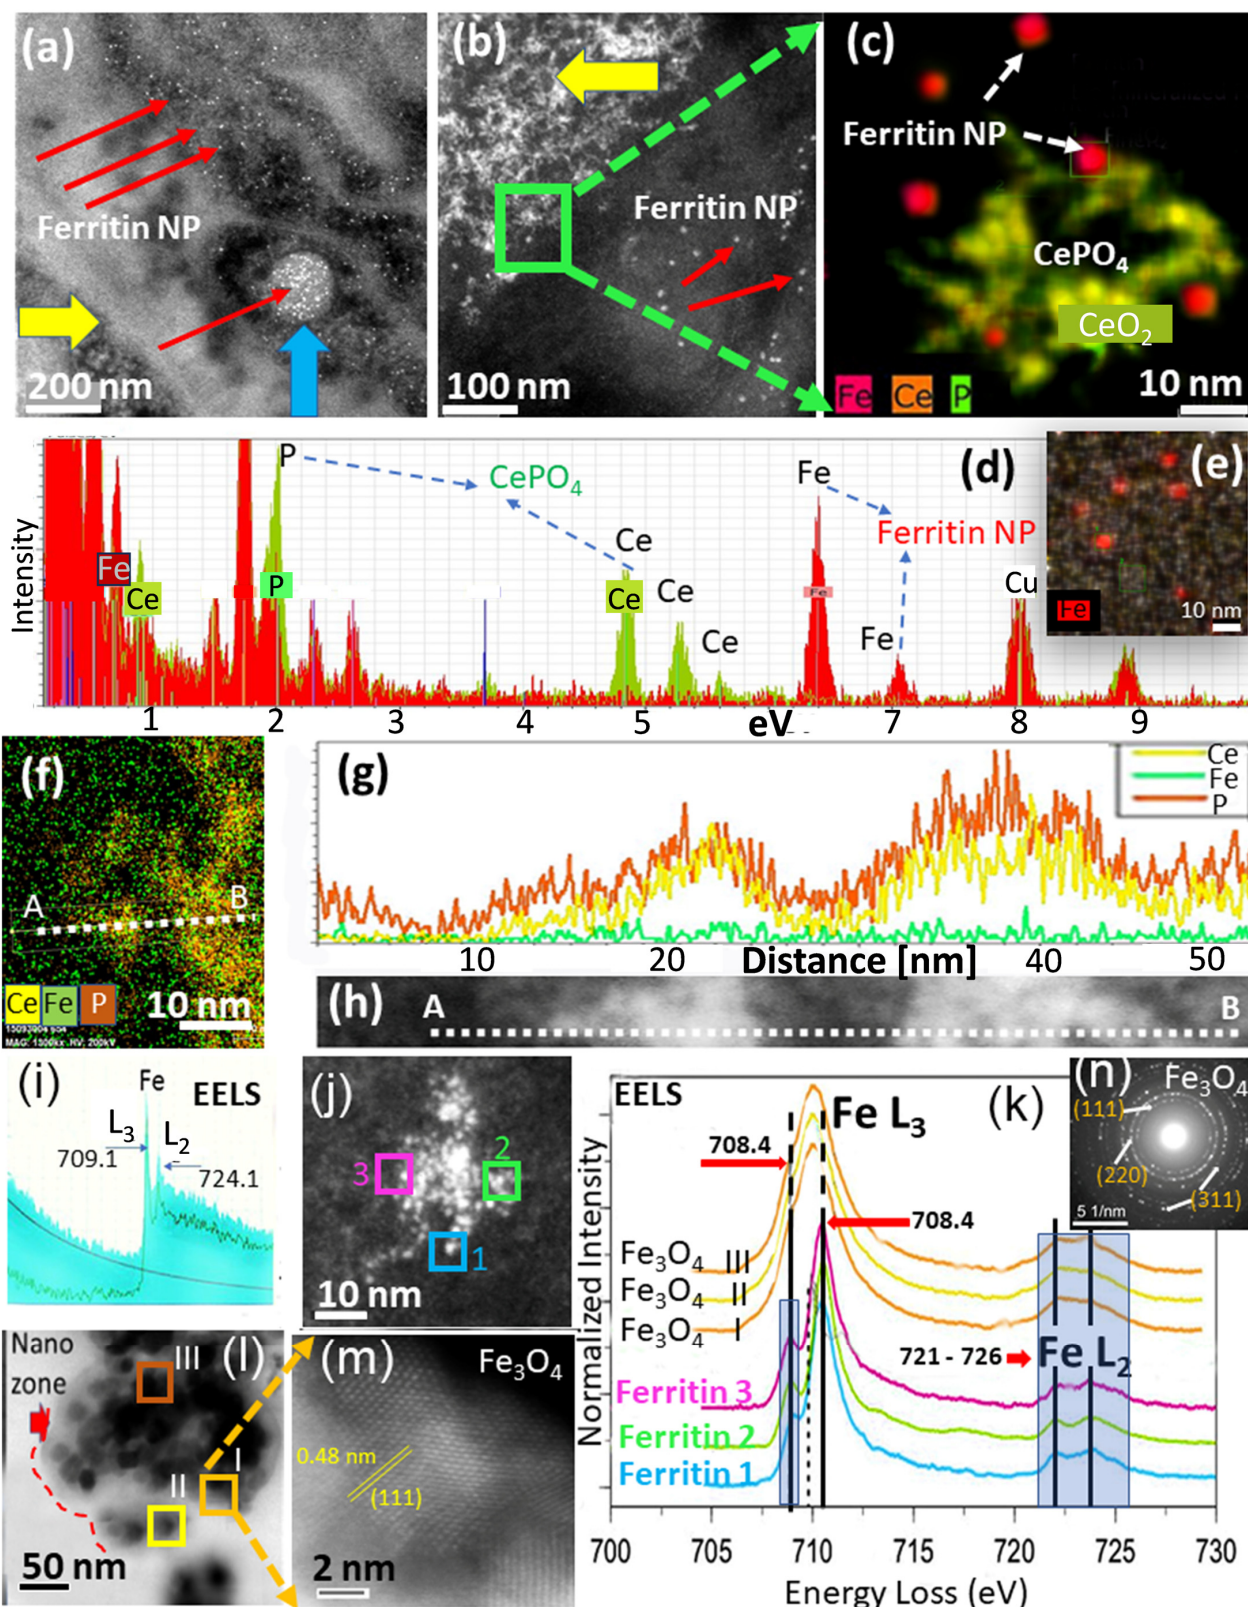 (a)
Ferritin NP
200 nm
(b)
Ferritin NP
100 nm
(c)
Ferritin NP
CePO₄
CeO₂
Fe Ce P
10 nm
Intensity
P
CePO₄
Ce
Ce
Ce
Fe
Fe
Ferritin NP
Cu
(d)
Fe
Ce
P
Ce
Fe
1 2 3 4 5 eV 7 8 9
(e)
Fe
10 nm
(f)
A B
Ce Fe P
10 nm
MAG: 1800kx HV: 200kV
(g)
Ce
Fe
P
10 20 Distance [nm] 40 50
(h) A B
(i) Fe EELS
L₃ L₂
709.1
724.1
(j)
3 2
1
10 nm
EELS
(k)
Fe L₃
708.4
708.4
Fe₃O₄ III
Fe₃O₄ II
Fe₃O₄ I
721 - 726 Fe L₂
Ferritin 3
Ferritin 2
Ferritin 1
Normalized Intensity
700 705 710 715 720 725 730
Energy Loss (eV)
(n) Fe₃O₄
(111)
(220)
(311)
5 1/nm
Nano
zone
III (l)
I
II
50 nm
(m) Fe₃O₄
0.48 nm
(111)
2 nm